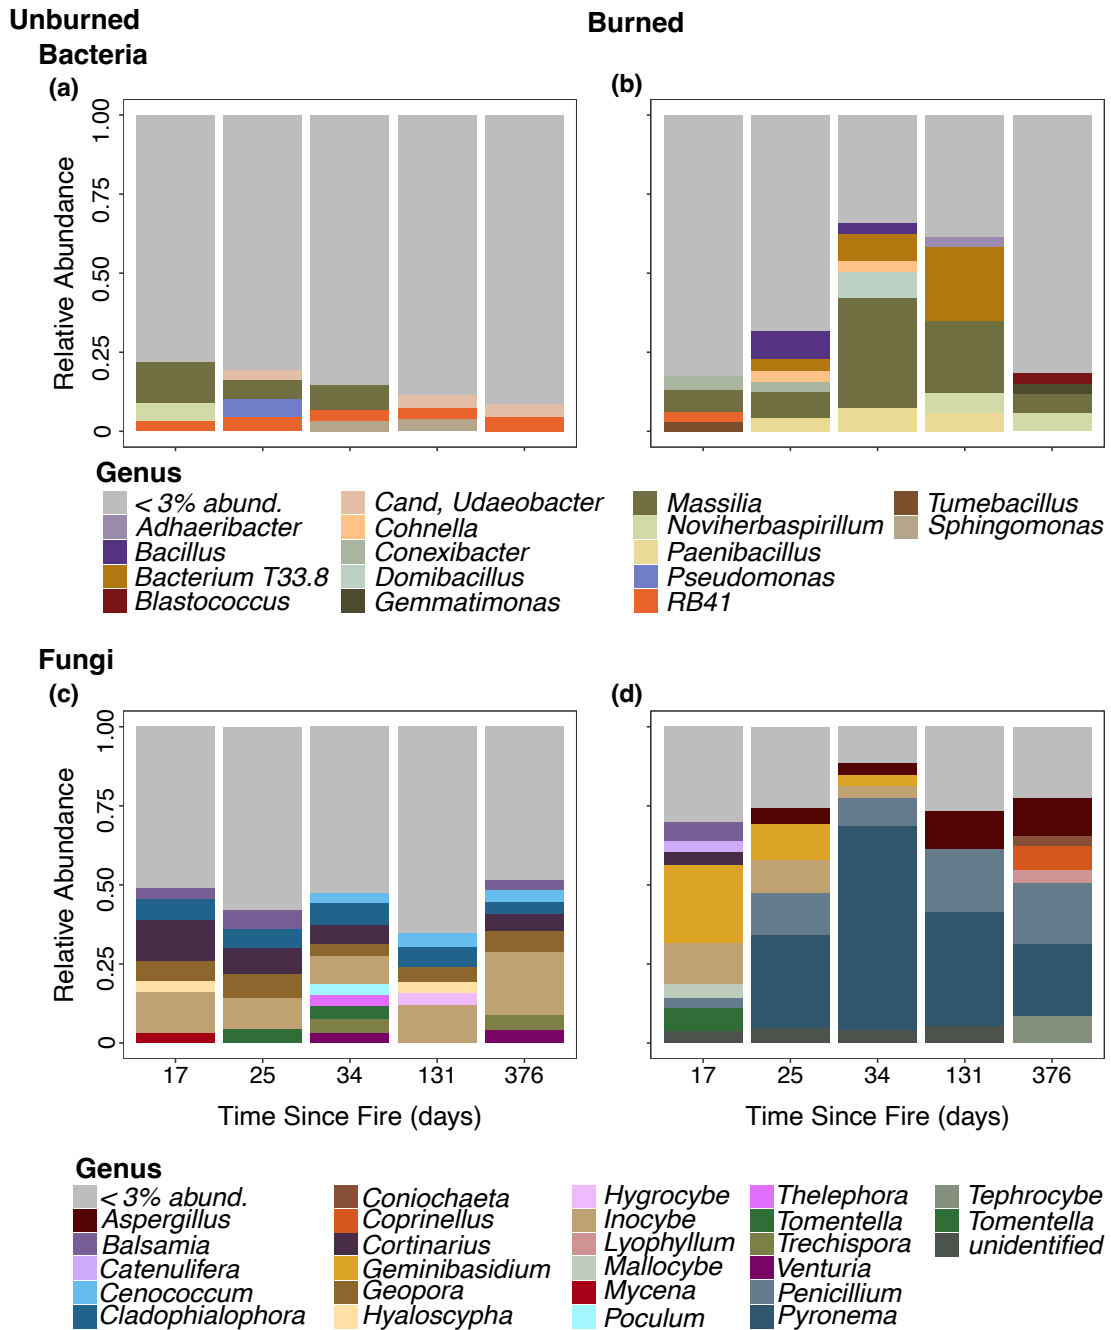 Unburned
Burned
Bacteria
(a)
(b)
Relative Abundance
1.00
0.75
0.50
0.25
0
Genus
< 3% abund.
Adhaeribacter
Bacillus
Bacterium T33.8
Blastococcus
Cand, Udaeobacter
Cohnella
Conexibacter
Domibacillus
Gemmatimonas
Massilia
Noviherbaspirillum
Paenibacillus
Pseudomonas
RB41
Tumebacillus
Sphingomonas
Fungi
(c)
(d)
Relative Abundance
1.00
0.75
0.50
0.25
0
17 25 34 131 376
17 25 34 131 376
Time Since Fire (days)
Time Since Fire (days)
Genus
< 3% abund.
Aspergillus
Balsamia
Catenulifera
Cenococcum
Cladophialophora
Coniochaeta
Coprinellus
Cortinarius
Geminibasidium
Geopora
Hyaloscypha
Hygrocybe
Inocybe
Lyophyllum
Mallocybe
Mycena
Poculum
Thelephora
Tomentella
Trechispora
Venturia
Penicillium
Pyronema
Tephrocybe
Tomentella
unidentified